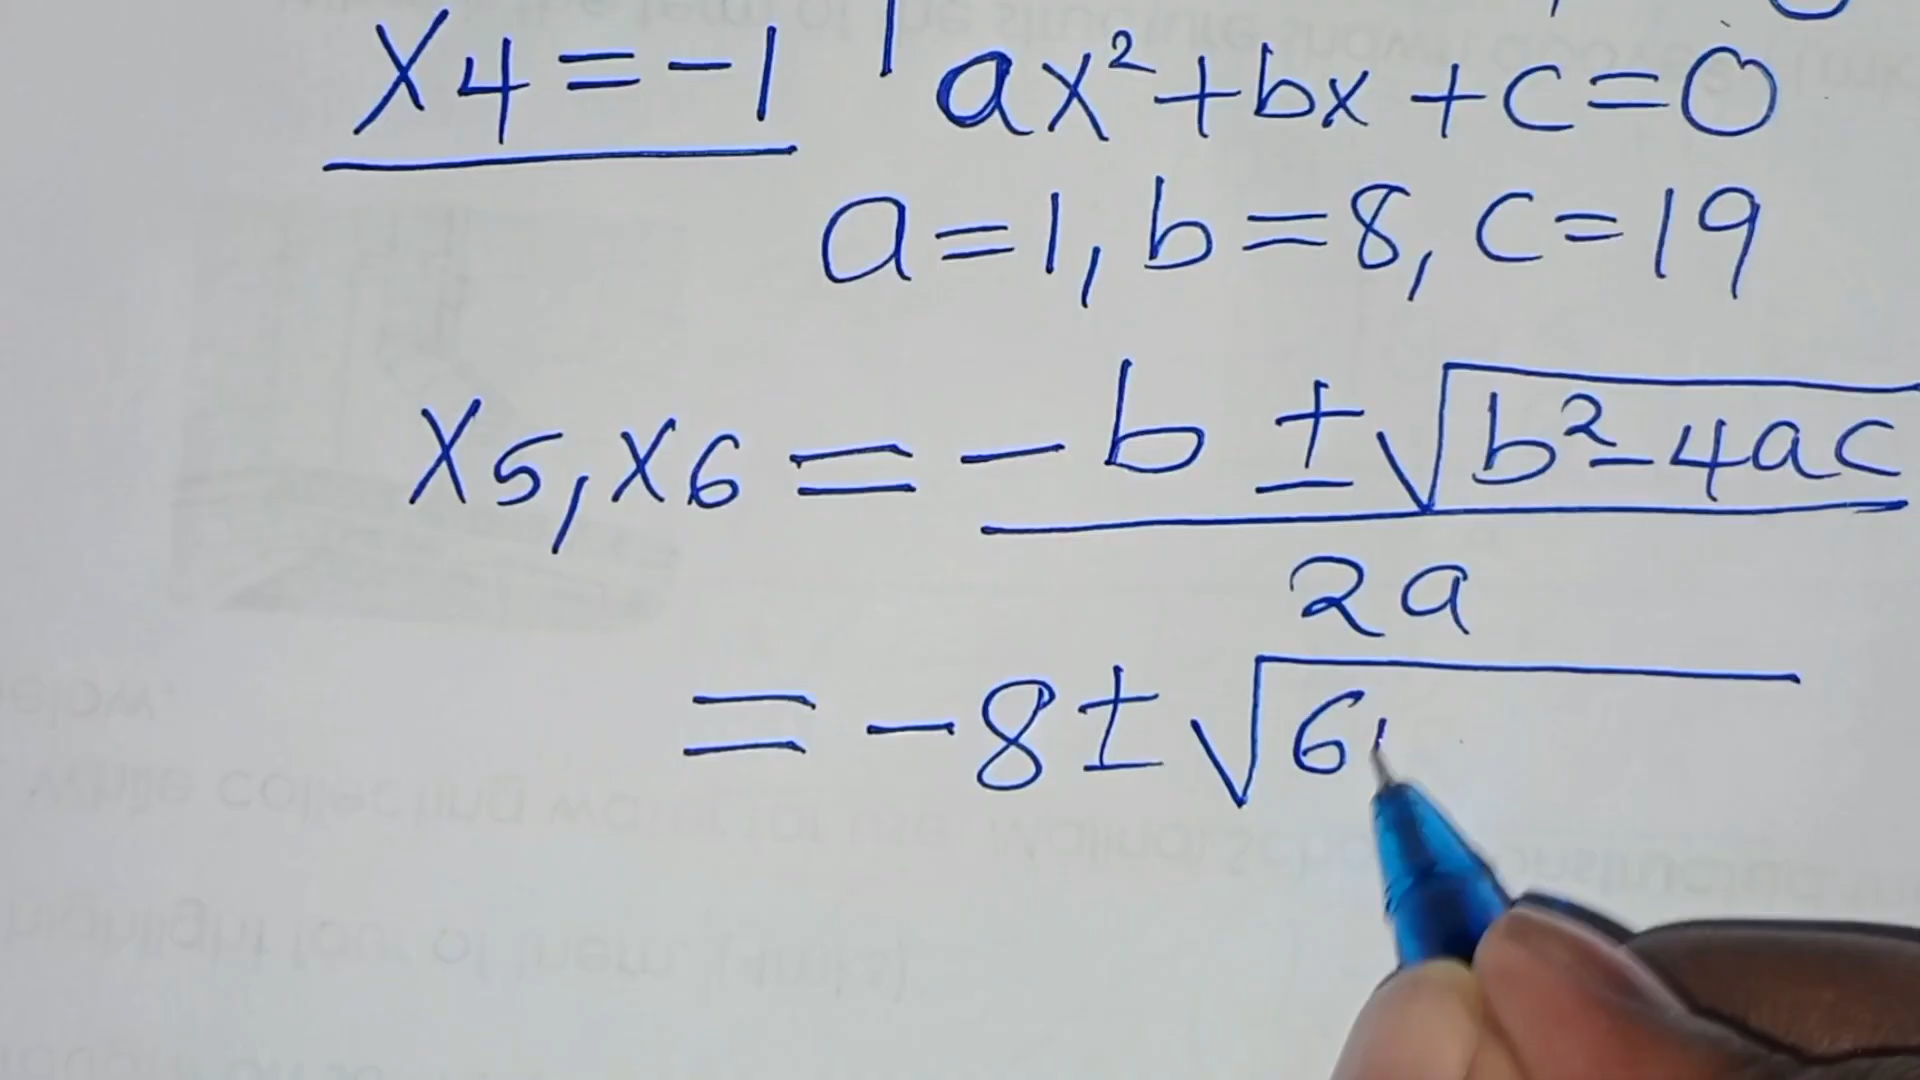 x4 = -1
ax² + bx + c = 0
a = 1, b = 8, c = 19
x5, x6 = -b ± √b² - 4ac
2a
= -8 ± √6